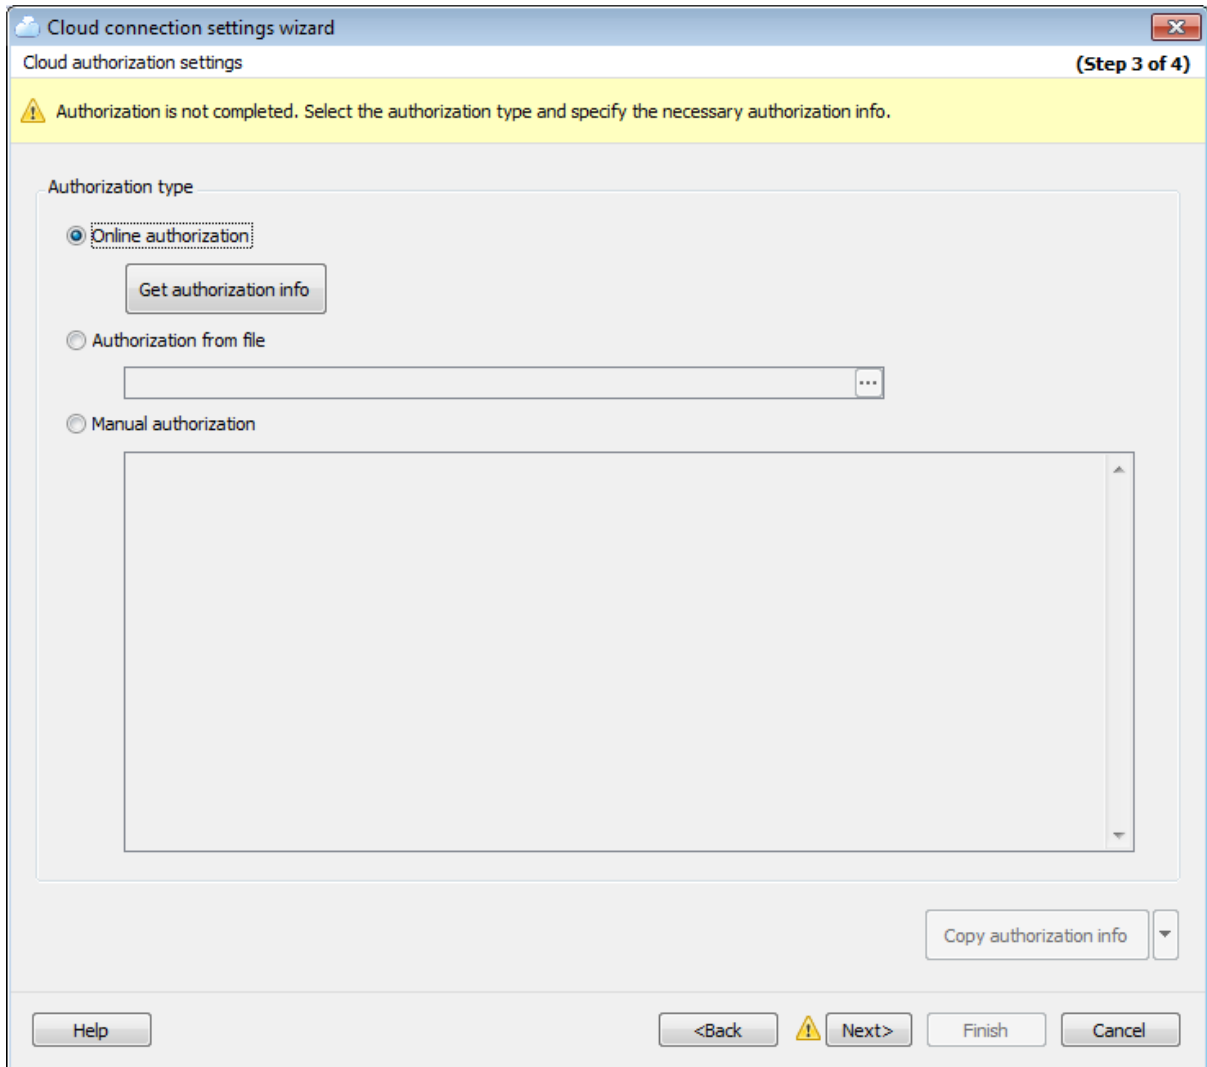 Cloud connection settings wizard
Cloud authorization settings (Step 3 of 4)
Authorization is not completed. Select the authorization type and specify the necessary authorization info.
Authorization type
Online authorization
Get authorization info
Authorization from file
...
Manual authorization
Copy authorization info
Help <Back Next> Finish Cancel